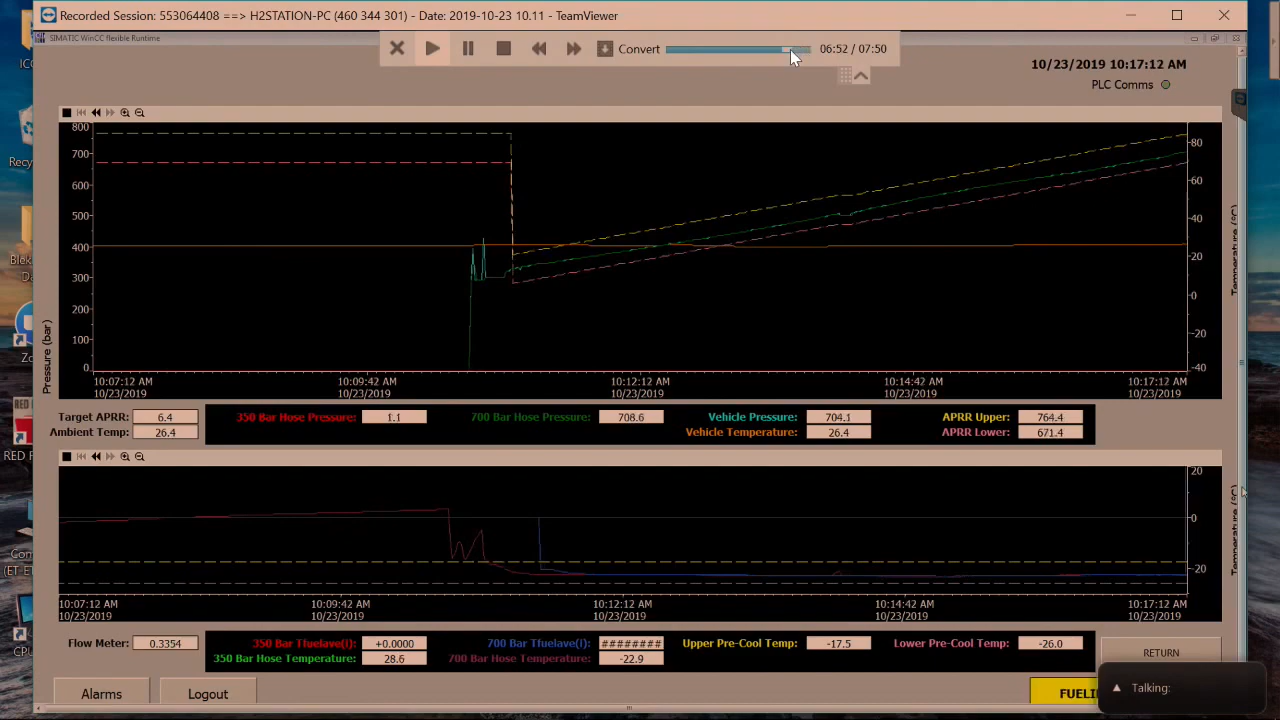 Recorded Session: 553064408 ==> H2STATION-PC (460 344 301) - Date: 2019-10-23 10.11 - TeamViewer
SIMATIC WinCC flexible Runtime
Convert 06:52 / 07:50
10/23/2019 10:17:12 AM
PLC Comms
800
700
600
500
400
300
200
100
0
Pressure (bar)
80
60
40
20
0
-20
-40
Temperature (°C)
10:07:12 AM 10:09:42 AM 10:12:12 AM 10:14:42 AM 10:17:12 AM
10/23/2019 10/23/2019 10/23/2019 10/23/2019 10/23/2019
Target APRR: 6.4 350 Bar Hose Pressure: 1.1 700 Bar Hose Pressure: 708.6 Vehicle Pressure: 704.1 APRR Upper: 764.4
Ambient Temp: 26.4 Vehicle Temperature: 26.4 APRR Lower: 671.4
20
0
-20
Temperature (°C)
10:07:12 AM 10:09:42 AM 10:12:12 AM 10:14:42 AM 10:17:12 AM
10/23/2019 10/23/2019 10/23/2019 10/23/2019 10/23/2019
Flow Meter: 0.3354 350 Bar Tfuelave(i): +0.0000 700 Bar Tfuelave(i): ######## Upper Pre-Cool Temp: -17.5 Lower Pre-Cool Temp: -26.0
350 Bar Hose Temperature: 28.6 700 Bar Hose Temperature: -22.9
RETURN
Alarms Logout FUELI
Talking: